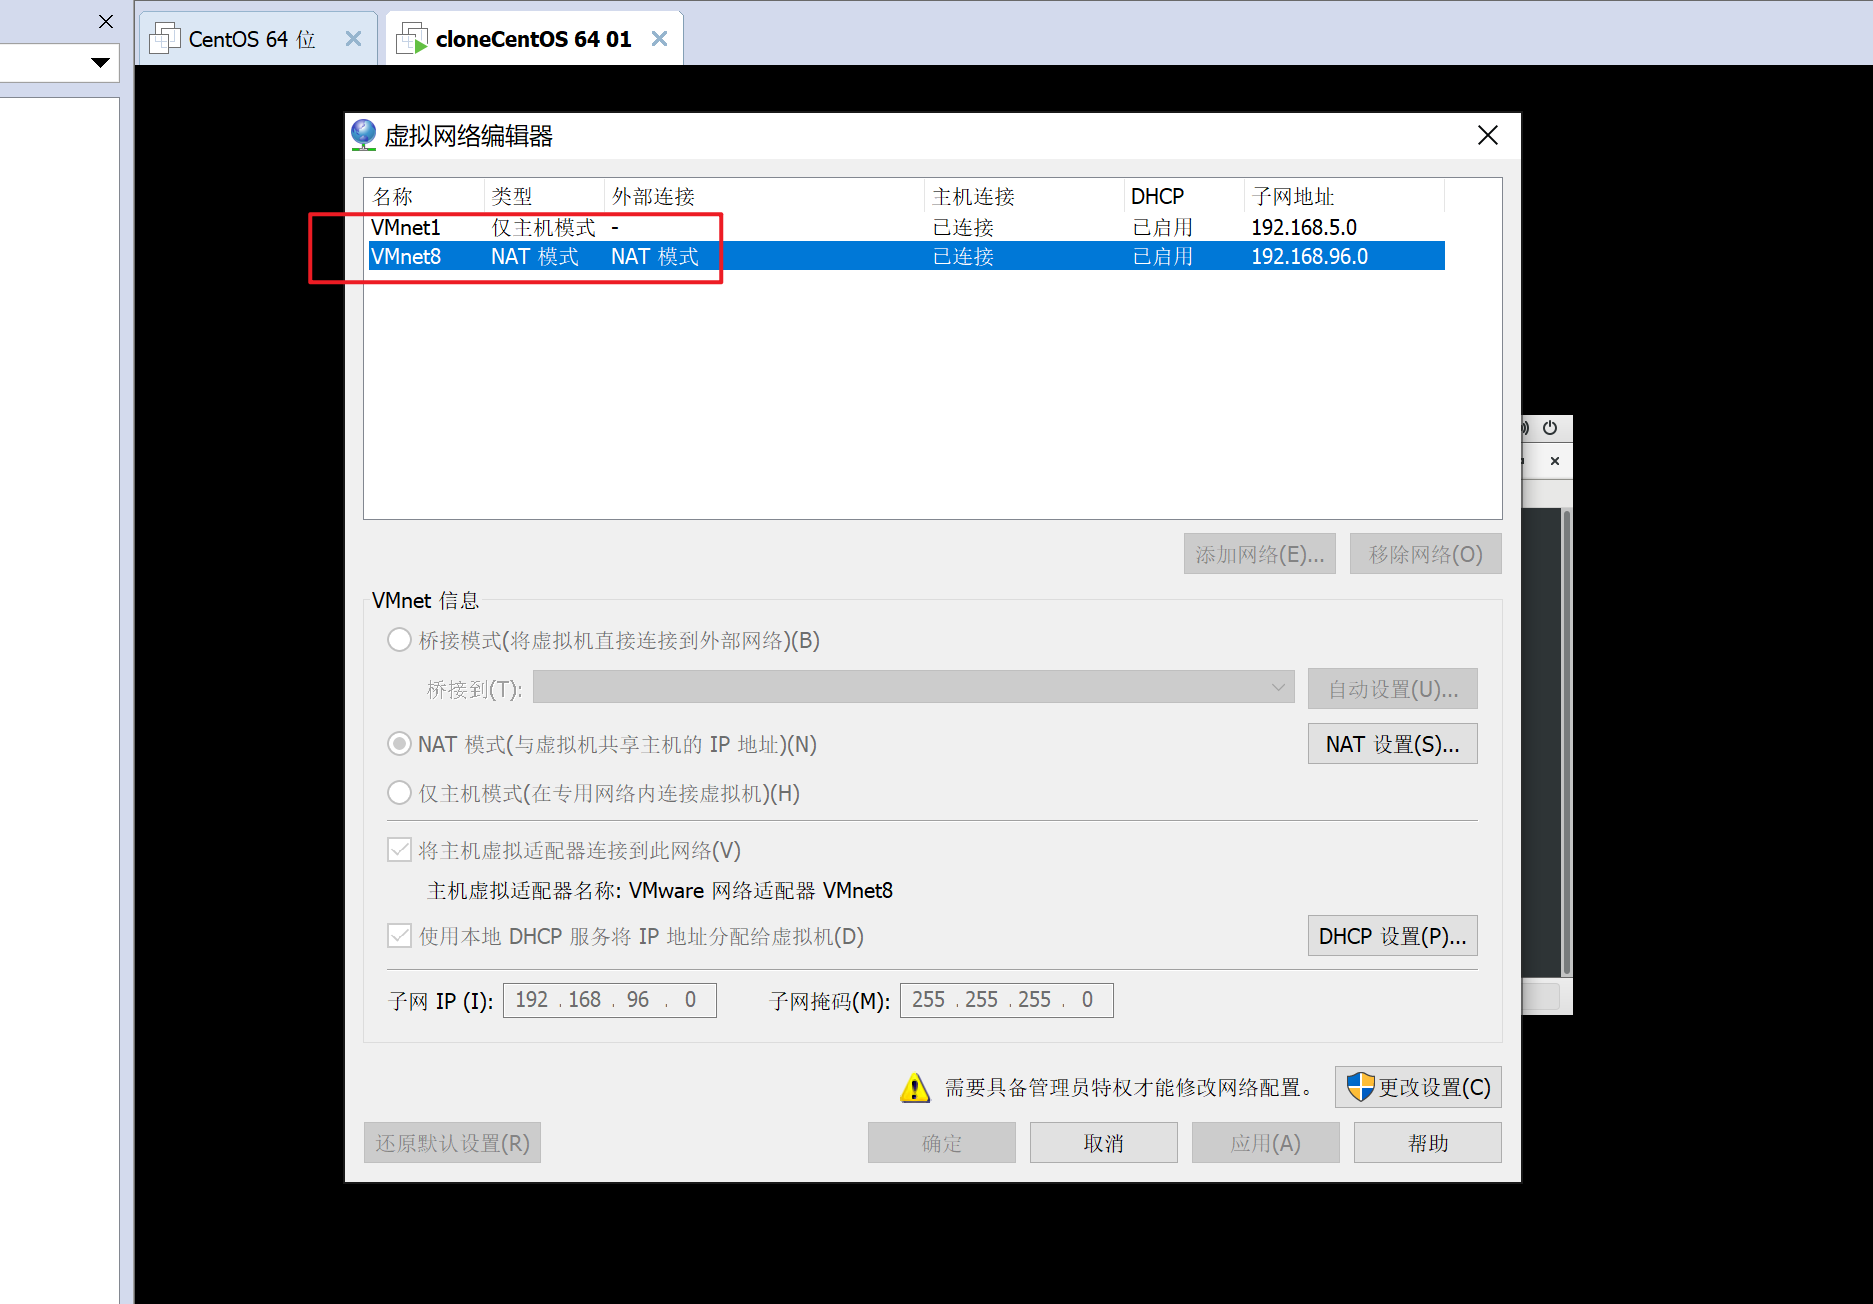 CentOS 64 位
cloneCentOS 64 01
虚拟网络编辑器
名称 类型 外部连接 主机连接 DHCP 子网地址
VMnet1 仅主机模式 - 已连接 已启用 192.168.5.0
VMnet8 NAT 模式 NAT 模式 已连接 已启用 192.168.96.0
添加网络(E)... 移除网络(O)
VMnet 信息
桥接模式(将虚拟机直接连接到外部网络)(B)
桥接到(T): 自动设置(U)...
NAT 模式(与虚拟机共享主机的 IP 地址)(N) NAT 设置(S)...
仅主机模式(在专用网络内连接虚拟机)(H)
将主机虚拟适配器连接到此网络(V)
主机虚拟适配器名称: VMware 网络适配器 VMnet8
使用本地 DHCP 服务将 IP 地址分配给虚拟机(D) DHCP 设置(P)...
子网 IP (I): 192 . 168 . 96 . 0 子网掩码(M): 255 . 255 . 255 . 0
需要具备管理员特权才能修改网络配置。 更改设置(C)
还原默认设置(R) 确定 取消 应用(A) 帮助